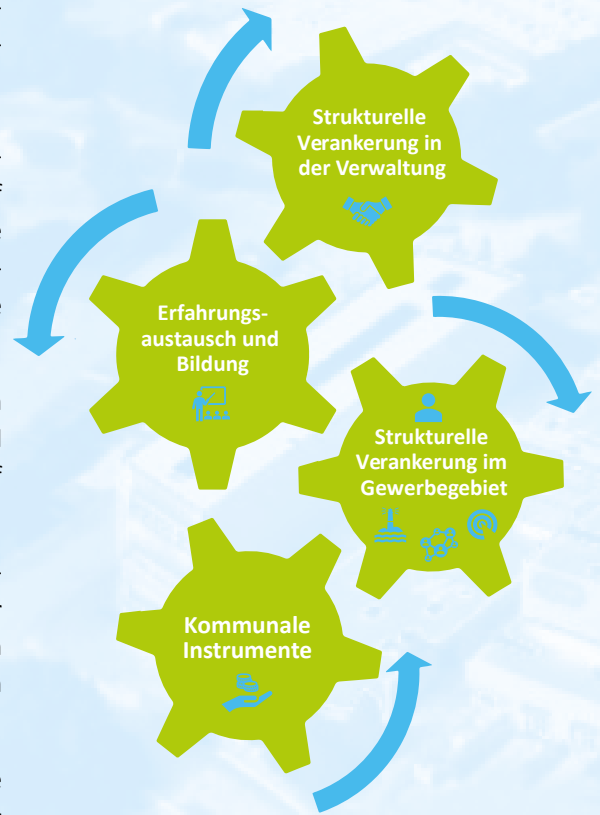 Strukturelle
Verankerung in
der Verwaltung
Erfahrungs-
austausch und
Bildung
Strukturelle
Verankerung im
Gewerbegebiet
Kommunale
Instrumente